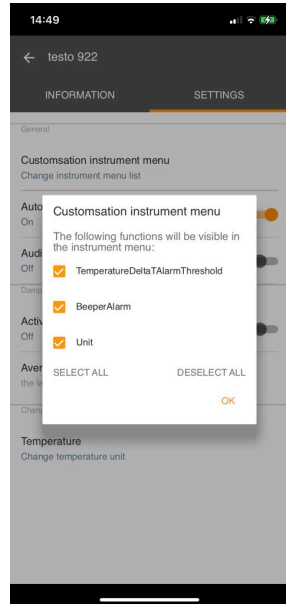 14:49
testo 922
INFORMATION SETTINGS
General
Customsation instrument menu
Change instrument menu list
Auto
On
Customsation instrument menu
The following functions will be visible in
the instrument menu:
Audi
Off
TemperatureDeltaTAlarmThreshold
Damp
BeeperAlarm
Activ
Off
Unit
Aver
the la
SELECT ALL DESELECT ALL
OK
Chan
Temperature
Change temperature unit